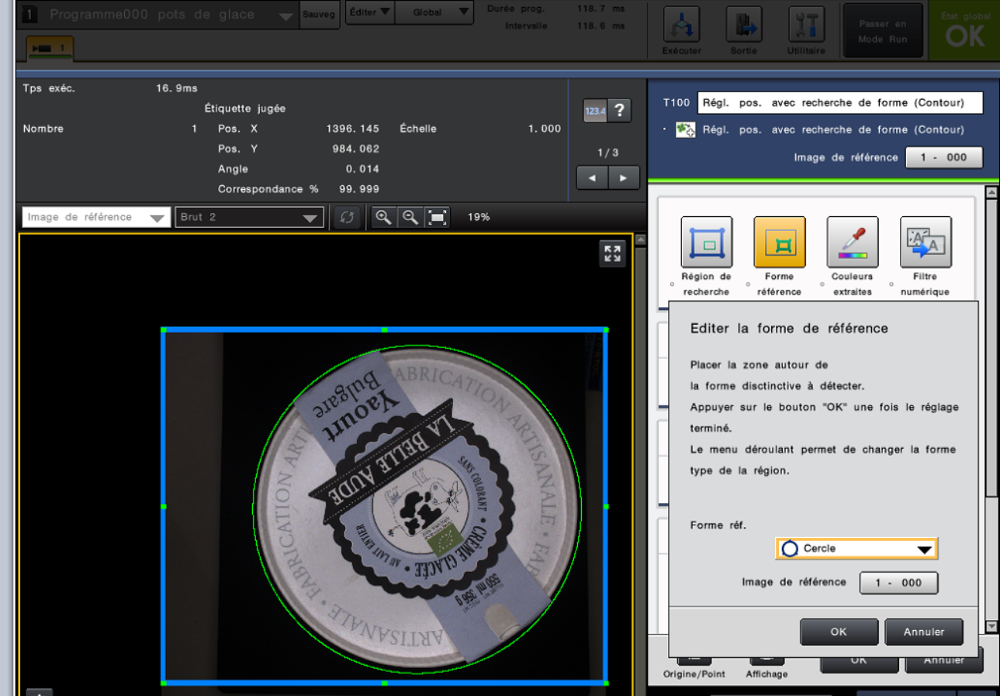 1 Programme000 pots de glace
Sauveg
Éditer
Global
Durée prog. 118.7 ms
Intervalle 118.6 ms
Exécuter
Sortie
Utilitaire
Passer en
Mode Run
État global
OK
1
Tps exéc. 16.9ms
Étiquette jugée
Nombre 1 Pos. X 1396.145 Échelle 1.000
Pos. Y 984.062
Angle 0.014
Correspondance % 99.999
123.4 ?
1/3
T100 Régl. pos. avec recherche de forme (Contour)
Régl. pos. avec recherche de forme (Contour)
Image de référence 1 - 000
Image de référence
Brut 2
19%
Région de
recherche
Forme
référence
Couleurs
extraites
Filtre
numérique
Yaourt
Bulgare
LA BELLE AUDE
SANS COLORANT • CRÈME GLACÉE • AU LAIT ENTIER
FABRICATION ARTISANALE • FABRICATION ARTISANALE • FABRICATION ARTISANALE
550 ml 356 g
Editer la forme de référence
Placer la zone autour de
la forme disctinctive à détecter.
Appuyer sur le bouton "OK" une fois le réglage
terminé.
Le menu déroulant permet de changer la forme
type de la région.
Forme réf.
Cercle
Image de référence 1 - 000
OK
Annuler
Origine/Point
Affichage
OK
Annuler